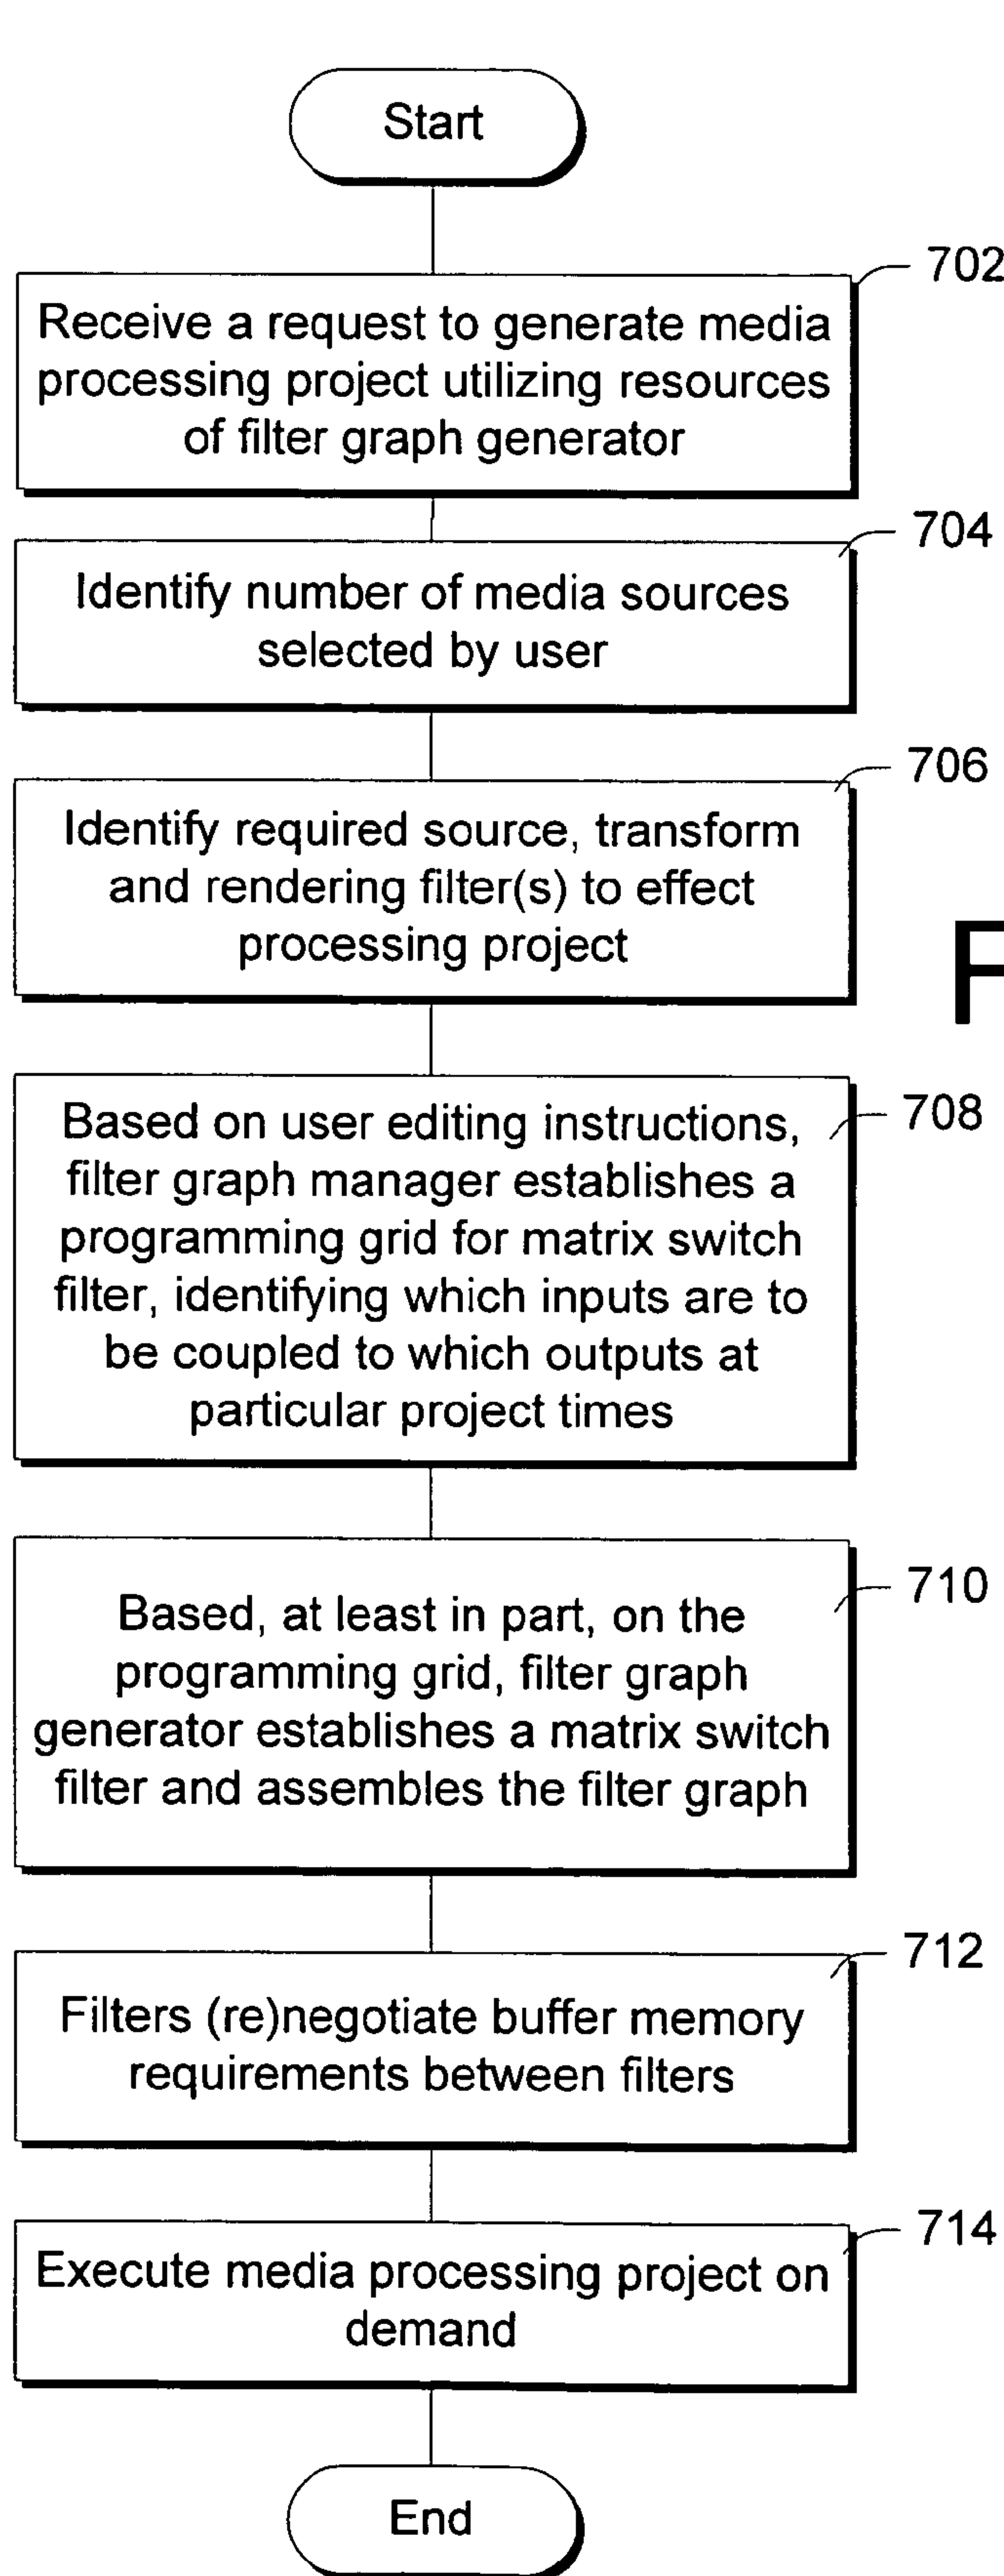 Start
702
Receive a request to generate media
processing project utilizing resources
of filter graph generator
704
Identify number of media sources
selected by user
706
Identify required source, transform
and rendering filter(s) to effect
processing project
F
708
Based on user editing instructions,
filter graph manager establishes a
programming grid for matrix switch
filter, identifying which inputs are to
be coupled to which outputs at
particular project times
710
Based, at least in part, on the
programming grid, filter graph
generator establishes a matrix switch
filter and assembles the filter graph
712
Filters (re)negotiate buffer memory
requirements between filters
714
Execute media processing project on
demand
End